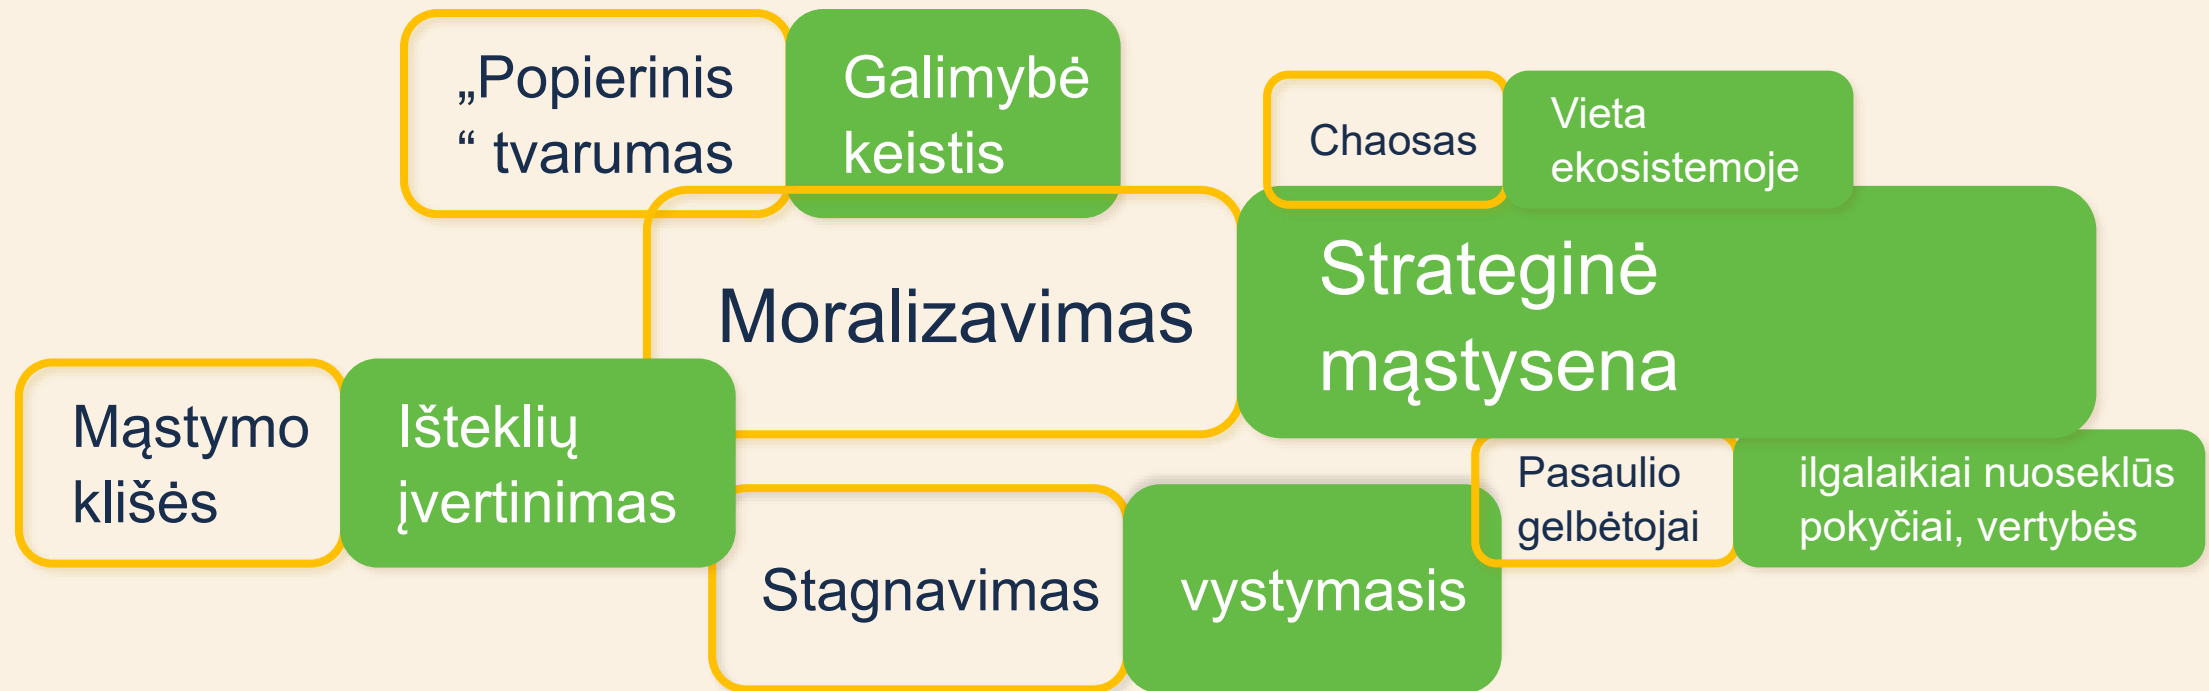 „Popierinis
“ tvarumas
Galimybė
keistis
Chaosas
Vieta
ekosistemoje
Moralizavimas
Strateginė
mąstysena
Mąstymo
klišės
Išteklių
įvertinimas
Pasaulio
gelbėtojai
ilgalaikiai nuoseklūs
pokyčiai, vertybės
Stagnavimas
vystymasis